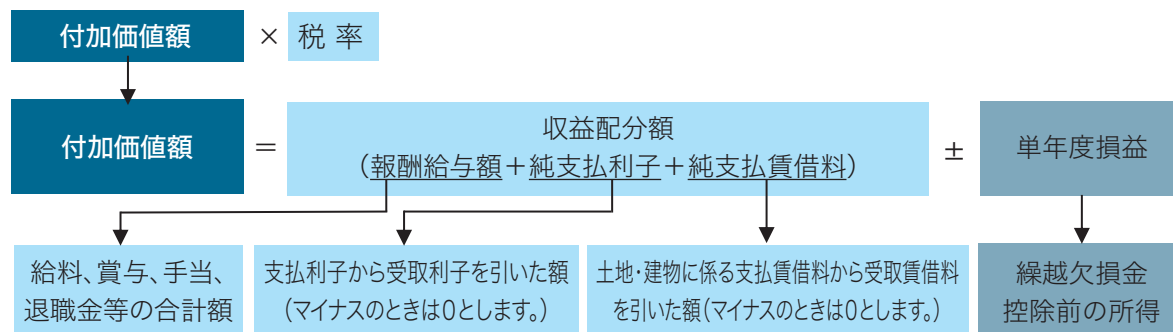 付加価値額 × 税率
付加価値額 = 収益配分額 ± 単年度損益
(報酬給与額+純支払利子+純支払賃借料)
給料、賞与、手当、
退職金等の合計額
支払利子から受取利子を引いた額
(マイナスのときは0とします。)
土地・建物に係る支払賃借料から受取賃借料
を引いた額(マイナスのときは0とします。)
繰越欠損金
控除前の所得